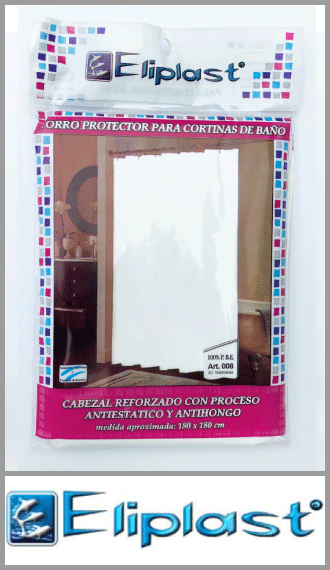 Eliplast®
ORRO PROTECTOR PARA CORTINAS DE BAÑO
100% P.B.E.
Art. 008
CABEZAL REFORZADO CON PROCESO
ANTIESTATICO Y ANTIHONGO
medida aproximada: 180 x 180 cm
Eliplast®